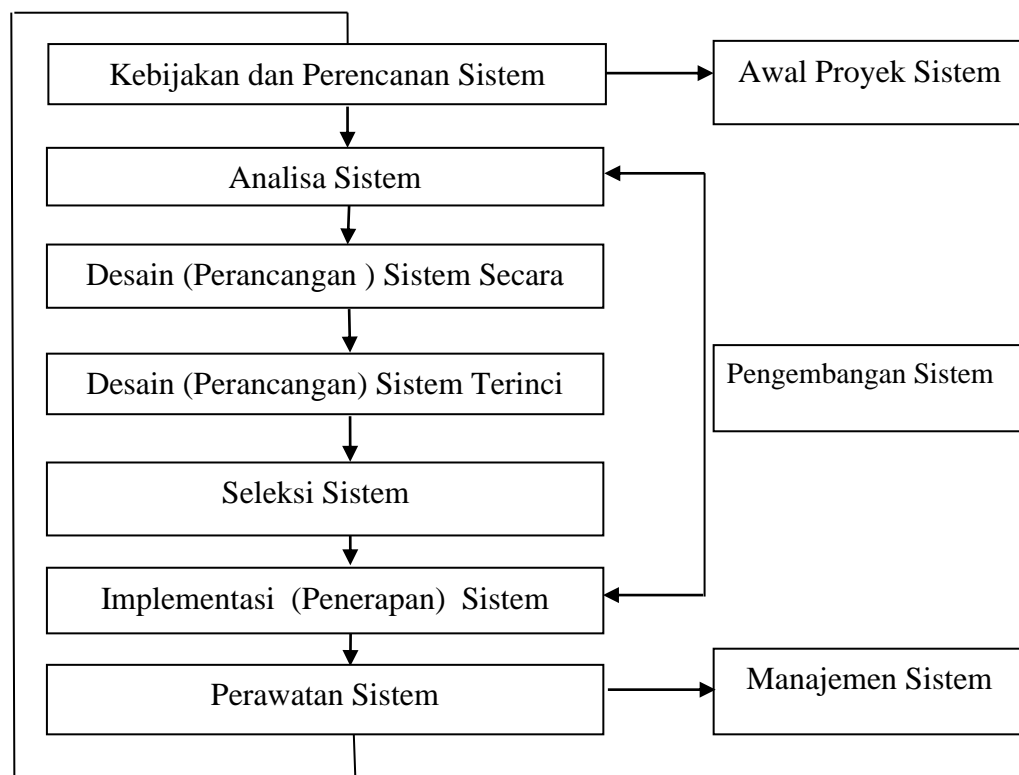 Kebijakan dan Perencanan Sistem
Awal Proyek Sistem
Analisa Sistem
Desain (Perancangan ) Sistem Secara
Desain (Perancangan) Sistem Terinci
Pengembangan Sistem
Seleksi Sistem
Implementasi (Penerapan) Sistem
Perawatan Sistem
Manajemen Sistem